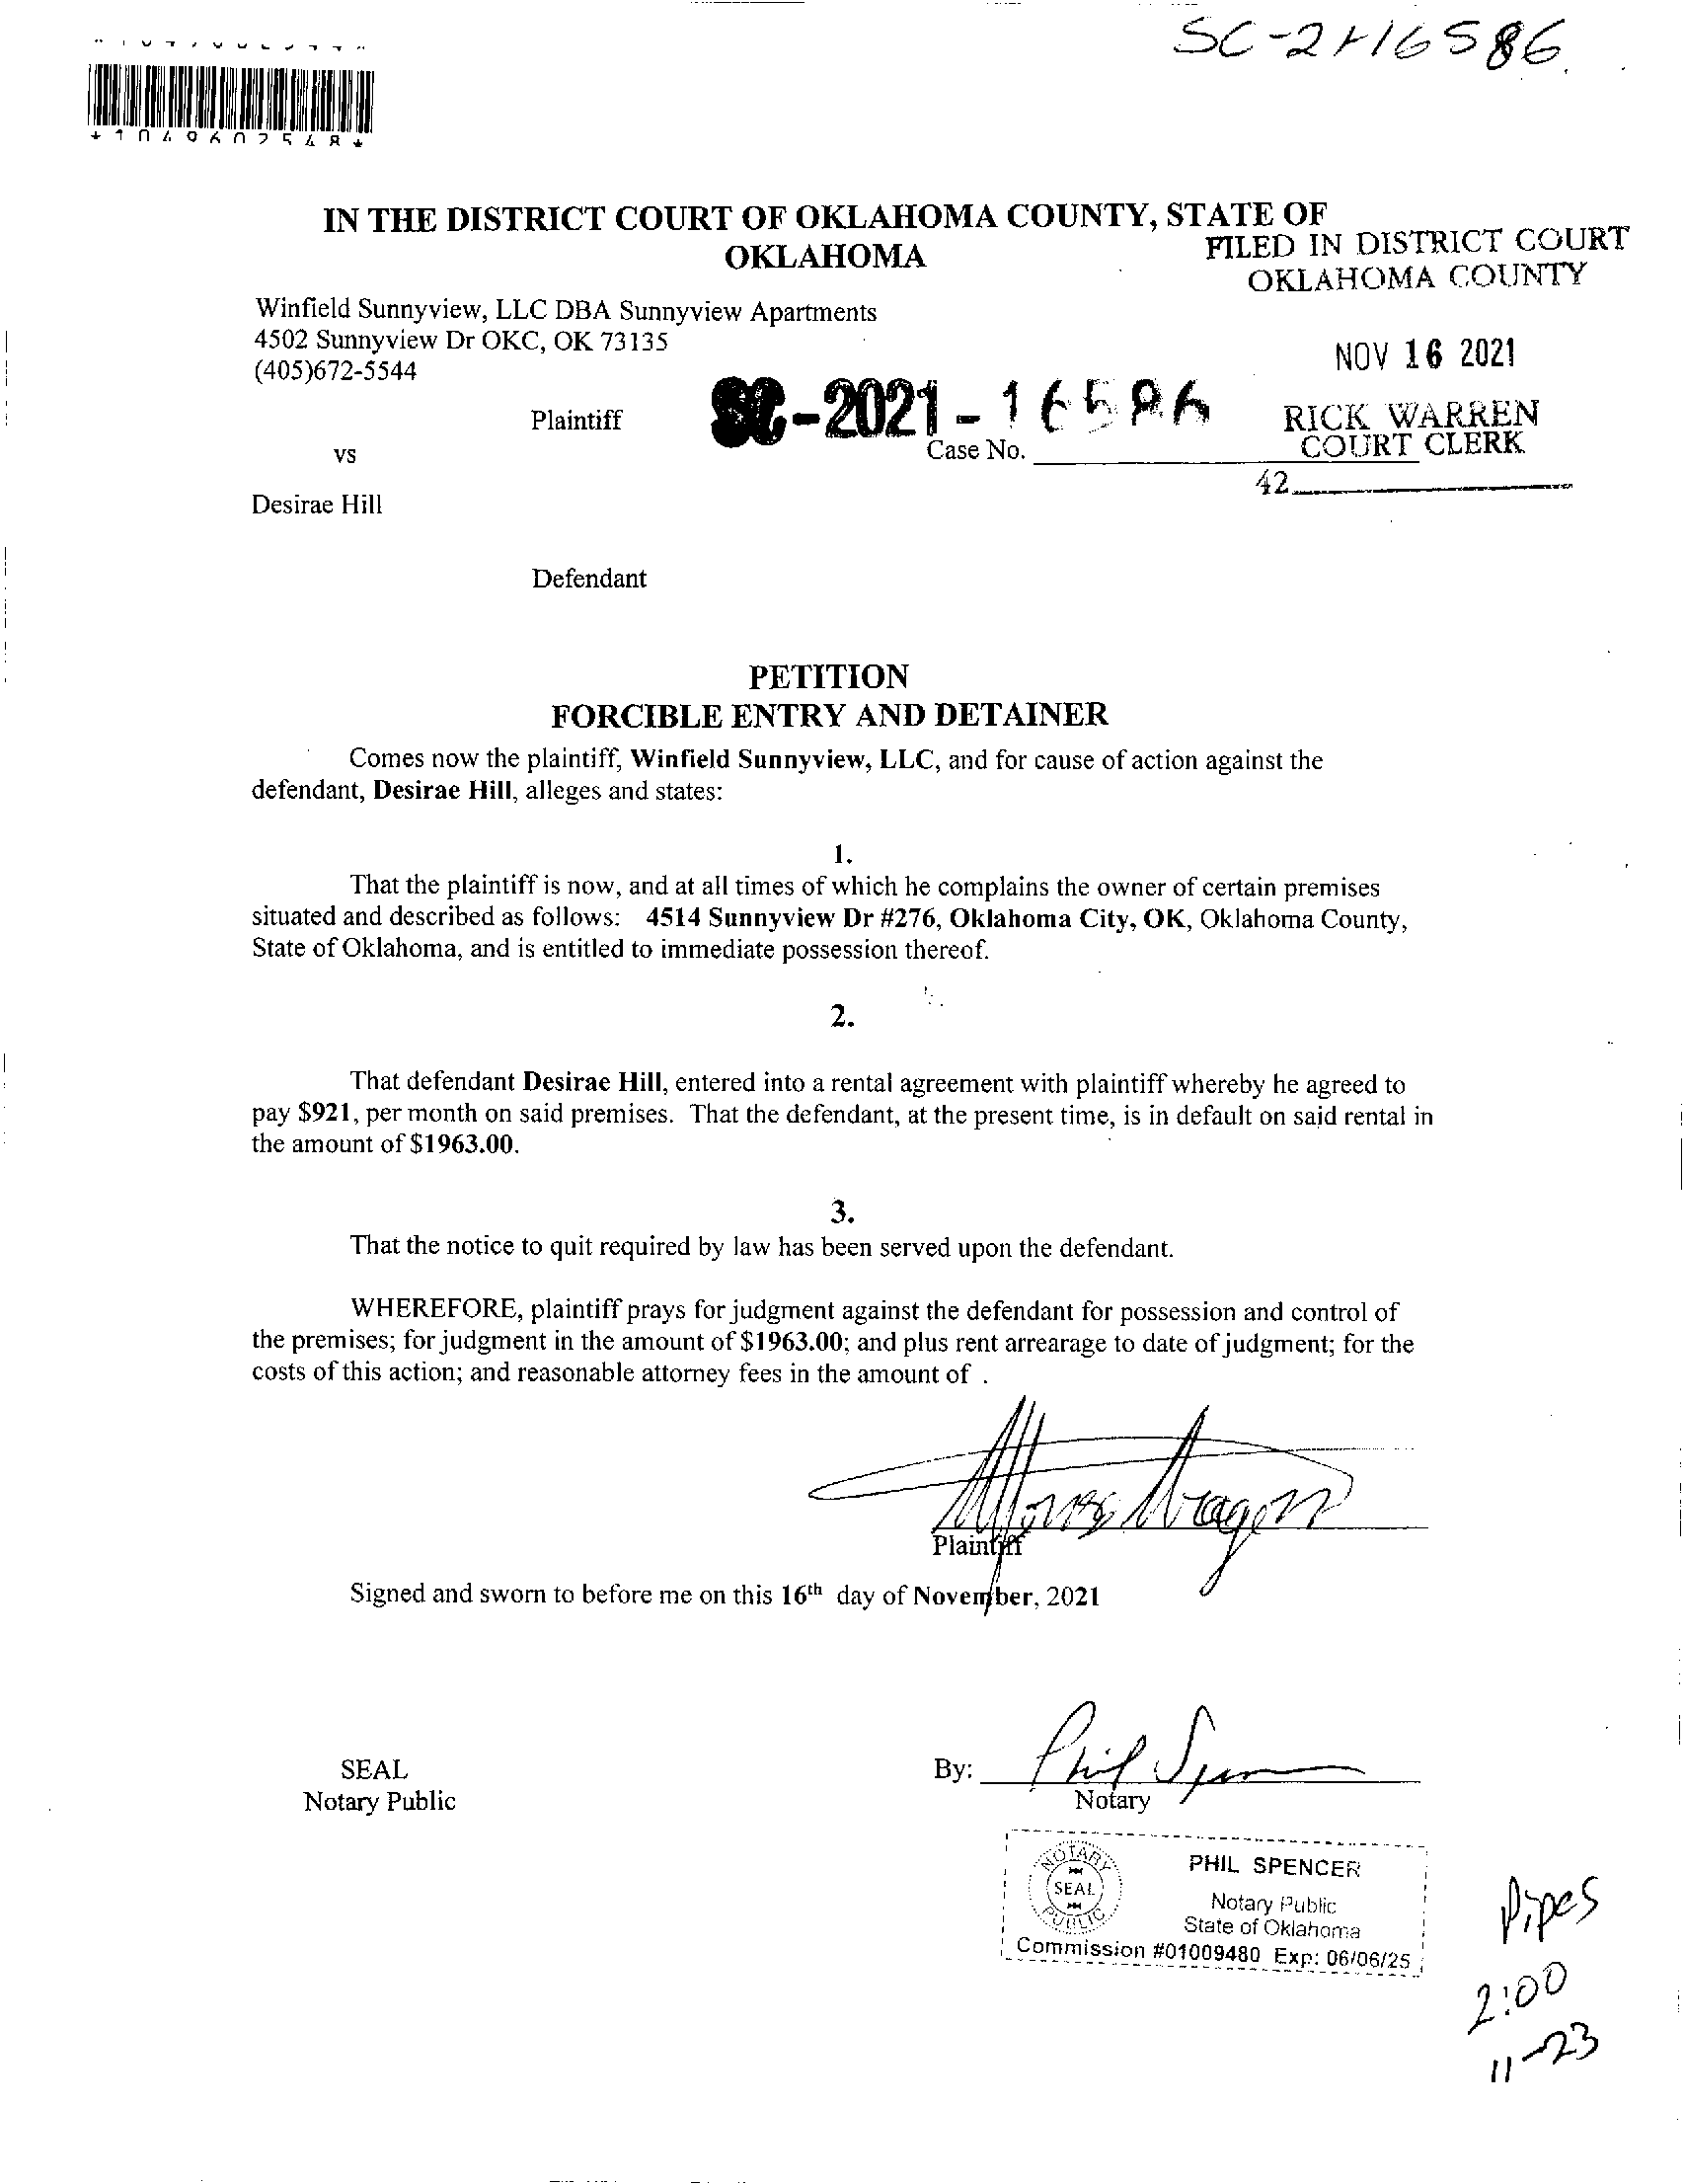 SC-21-16586
*1049602548*
IN THE DISTRICT COURT OF OKLAHOMA COUNTY, STATE OF
OKLAHOMA
FILED IN DISTRICT COURT
OKLAHOMA COUNTY
Winfield Sunnyview, LLC DBA Sunnyview Apartments
4502 Sunnyview Dr OKC, OK 73135
(405)672-5544
NOV 16 2021
Plaintiff
SC-2021-16586
RICK WARREN
COURT CLERK
vs
Case No.
42
Desirae Hill
Defendant
PETITION
FORCIBLE ENTRY AND DETAINER
Comes now the plaintiff, Winfield Sunnyview, LLC, and for cause of action against the
defendant, Desirae Hill, alleges and states:
1.
That the plaintiff is now, and at all times of which he complains the owner of certain premises
situated and described as follows: 4514 Sunnyview Dr #276, Oklahoma City, OK, Oklahoma County,
State of Oklahoma, and is entitled to immediate possession thereof.
2.
That defendant Desirae Hill, entered into a rental agreement with plaintiff whereby he agreed to
pay $921, per month on said premises. That the defendant, at the present time, is in default on said rental in
the amount of $1963.00.
3.
That the notice to quit required by law has been served upon the defendant.
WHEREFORE, plaintiff prays for judgment against the defendant for possession and control of
the premises; for judgment in the amount of $1963.00; and plus rent arrearage to date of judgment; for the
costs of this action; and reasonable attorney fees in the amount of .
Plaintiff
Signed and sworn to before me on this 16th day of November, 2021
SEAL
Notary Public
By: Phil Spencer
Notary
NOTARY
SEAL
PUBLIC
PHIL SPENCER
Notary Public
State of Oklahoma
Commission #01009480 Exp: 06/06/25
Pipes
2:00
11-23